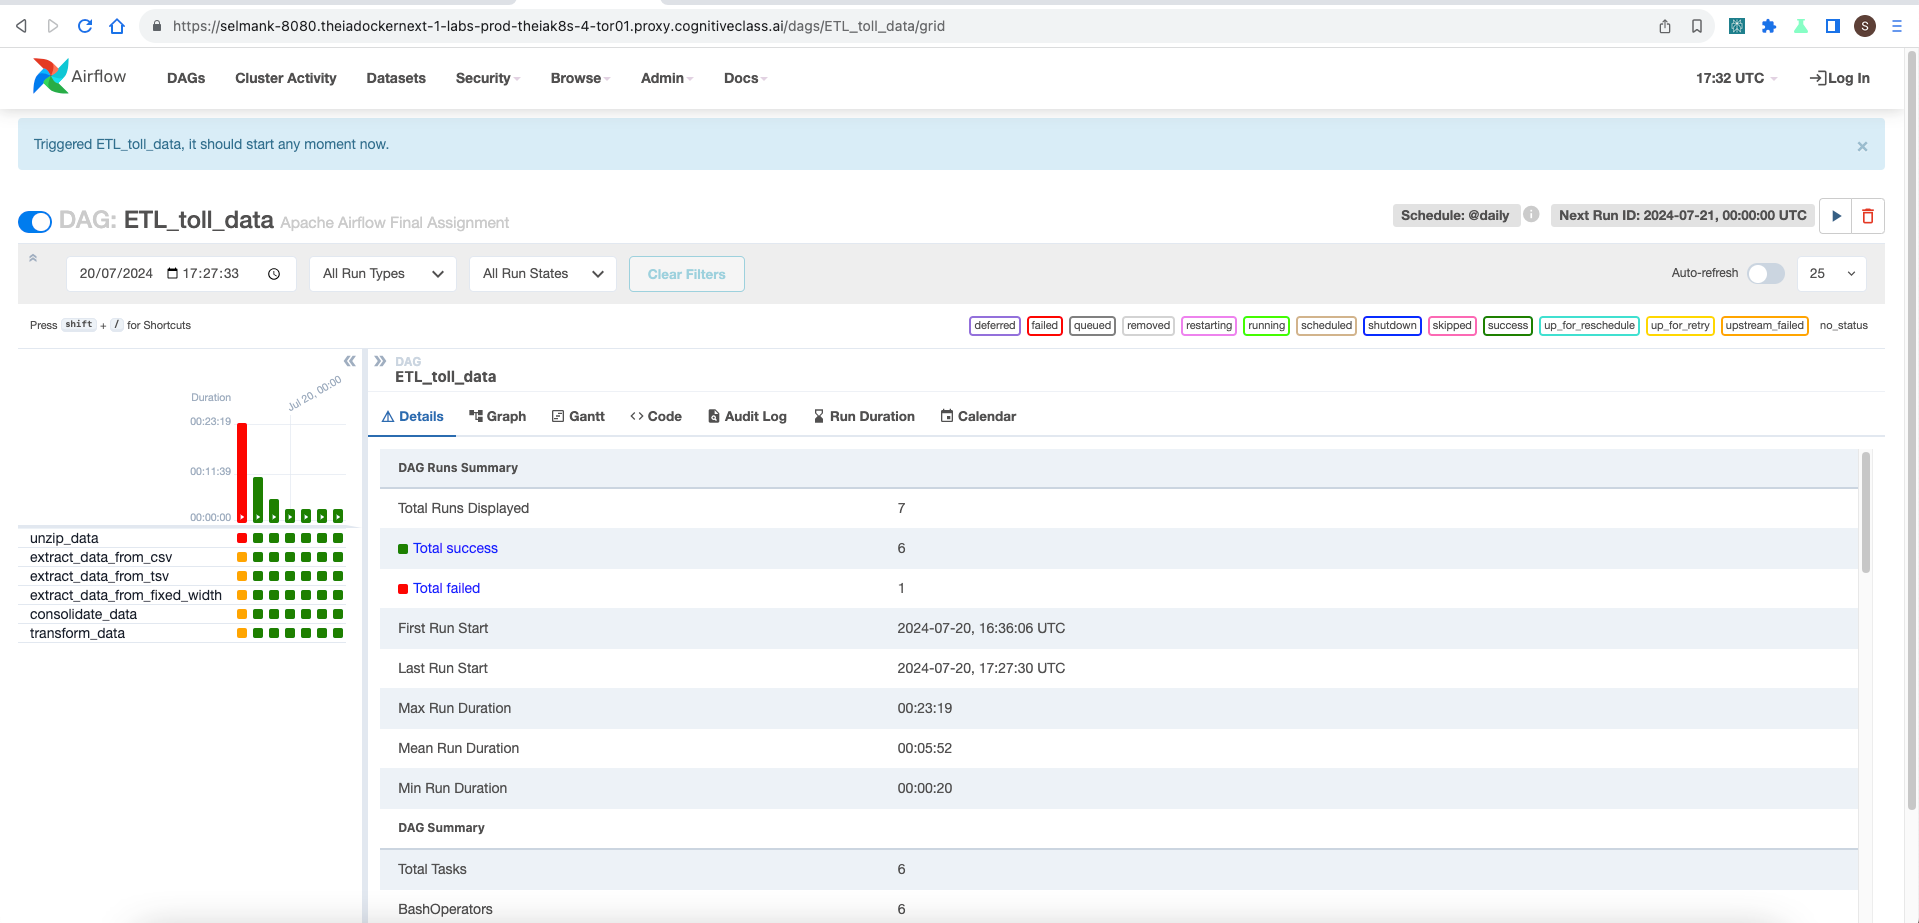 https://selmank-8080.theiadockernext-1-labs-prod-theiak8s-4-tor01.proxy.cognitiveclass.ai/dags/ETL_toll_data/grid
S
Airflow DAGs Cluster Activity Datasets Security Browse Admin Docs 17:32 UTC Log In
Triggered ETL_toll_data, it should start any moment now. ×
DAG: ETL_toll_data Apache Airflow Final Assignment Schedule: @daily i Next Run ID: 2024-07-21, 00:00:00 UTC
20/07/2024 17:27:33 All Run Types All Run States Clear Filters Auto-refresh 25
Press shift + / for Shortcuts deferred failed queued removed restarting running scheduled shutdown skipped success up_for_reschedule up_for_retry upstream_failed no_status
Duration
Jul 20, 00:00
00:23:19
00:11:39
00:00:00
unzip_data
extract_data_from_csv
extract_data_from_tsv
extract_data_from_fixed_width
consolidate_data
transform_data
DAG
ETL_toll_data
Details Graph Gantt Code Audit Log Run Duration Calendar
DAG Runs Summary
Total Runs Displayed 7
Total success 6
Total failed 1
First Run Start 2024-07-20, 16:36:06 UTC
Last Run Start 2024-07-20, 17:27:30 UTC
Max Run Duration 00:23:19
Mean Run Duration 00:05:52
Min Run Duration 00:00:20
DAG Summary
Total Tasks 6
BashOperators 6